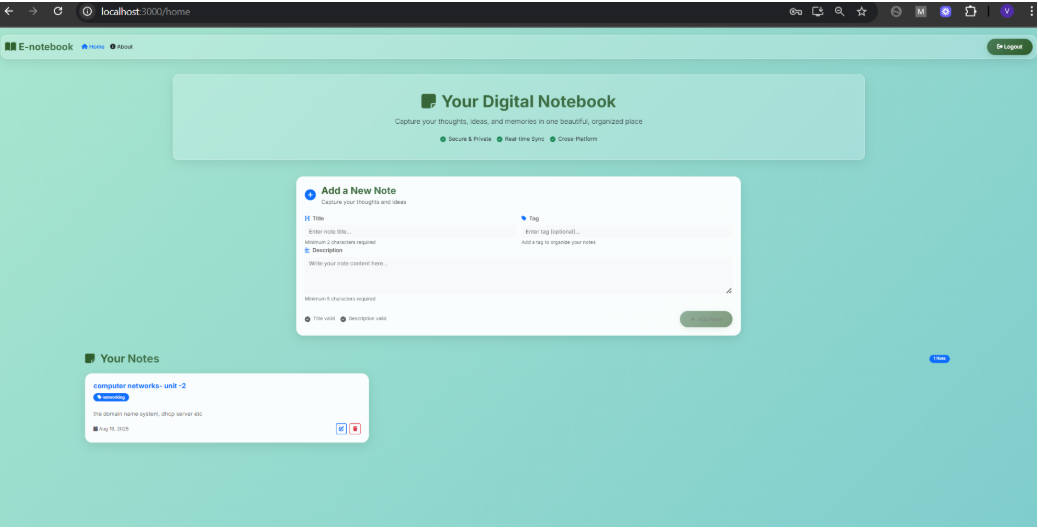 localhost:3000/home
M
V
E-notebook Home About
Logout
Your Digital Notebook
Capture your thoughts, ideas, and memories in one beautiful, organized place
Secure & Private Real-time Sync Cross-Platform
Add a New Note
Capture your thoughts and ideas
Title Tag
Enter note title... Enter tag (optional)...
Minimum 2 characters required Add a tag to organize your notes
Description
Write your note content here...
Minimum 5 characters required
Title valid Description valid
+ Add Note
Your Notes
1 Note
computer networks- unit -2
the domain name system, dhcp server etc
Aug 19, 2025